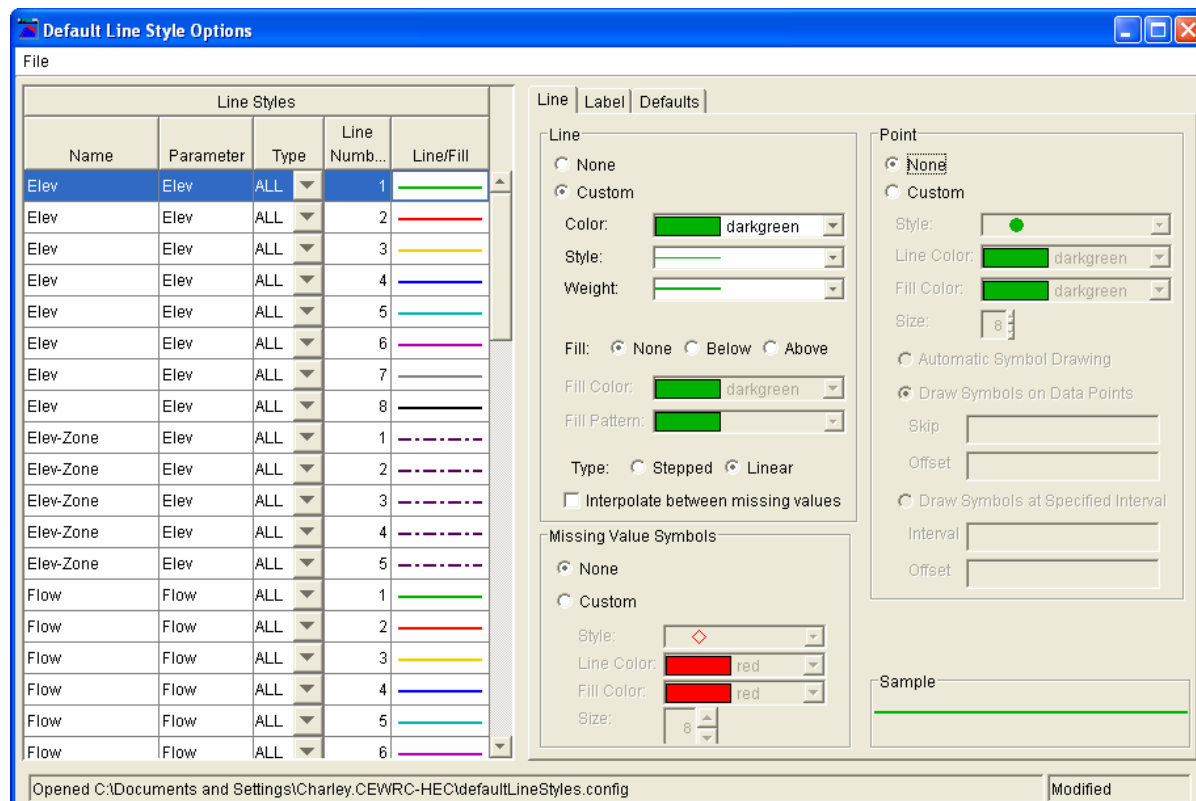 Default Line Style Options
File
Line Styles
Name Parameter Type Line Numb... Line/Fill
Elev Elev ALL 1
Elev Elev ALL 2
Elev Elev ALL 3
Elev Elev ALL 4
Elev Elev ALL 5
Elev Elev ALL 6
Elev Elev ALL 7
Elev Elev ALL 8
Elev-Zone Elev ALL 1
Elev-Zone Elev ALL 2
Elev-Zone Elev ALL 3
Elev-Zone Elev ALL 4
Elev-Zone Elev ALL 5
Flow Flow ALL 1
Flow Flow ALL 2
Flow Flow ALL 3
Flow Flow ALL 4
Flow Flow ALL 5
Flow Flow ALL 6
Line Label Defaults
Line
None
Custom
Color: darkgreen
Style:
Weight:
Fill: None Below Above
Fill Color: darkgreen
Fill Pattern:
Type: Stepped Linear
Interpolate between missing values
Missing Value Symbols
None
Custom
Style:
Line Color: red
Fill Color: red
Size: 8
Point
None
Custom
Style:
Line Color: darkgreen
Fill Color: darkgreen
Size: 8
Automatic Symbol Drawing
Draw Symbols on Data Points
Skip
Offset
Draw Symbols at Specified Interval
Interval
Offset
Sample
Opened C:\Documents and Settings\Charley.CEWRC-HEC\defaultLineStyles.config
Modified